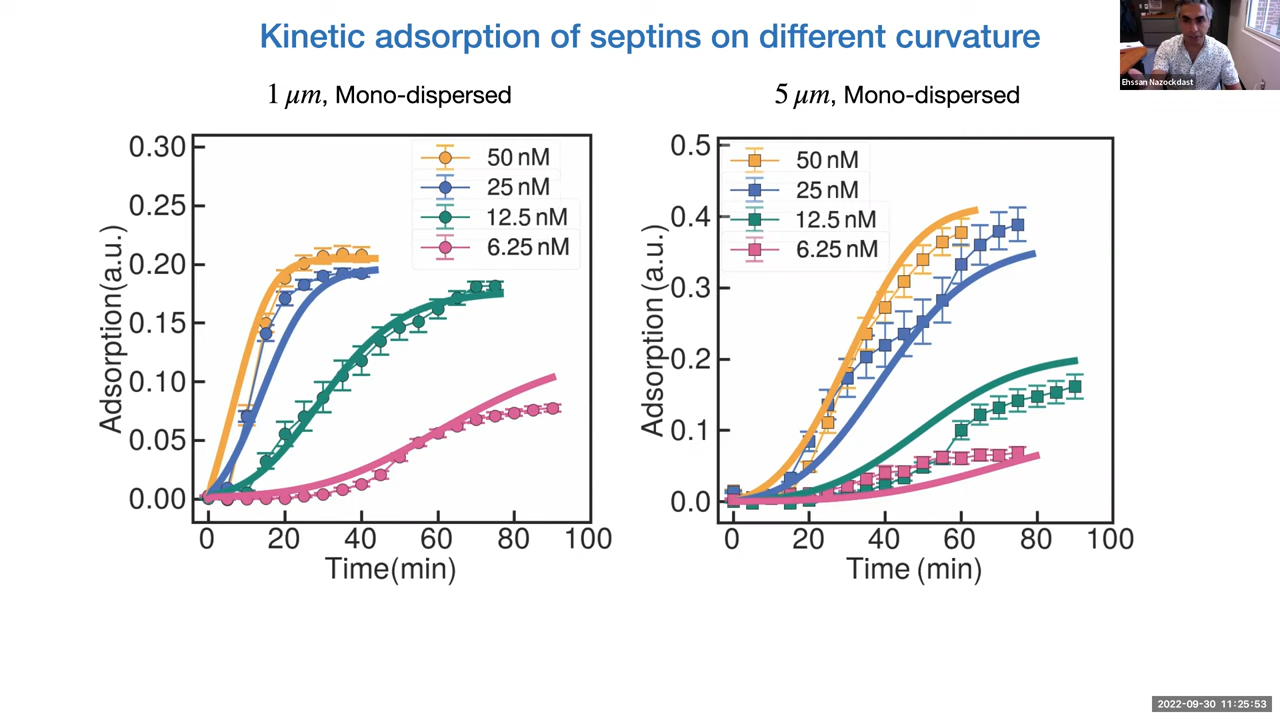 Kinetic adsorption of septins on different curvature
Ehssan Nazockdast
1 μm, Mono-dispersed
0.30
0.25
0.20
0.15
0.10
0.05
0.00
Adsorption(a.u.)
50 nM
25 nM
12.5 nM
6.25 nM
0 20 40 60 80 100
Time(min)
5 μm, Mono-dispersed
0.5
0.4
0.3
0.2
0.1
0.0
Adsorption (a.u.)
50 nM
25 nM
12.5 nM
6.25 nM
0 20 40 60 80 100
Time (min)
2022-09-30 11:25:53